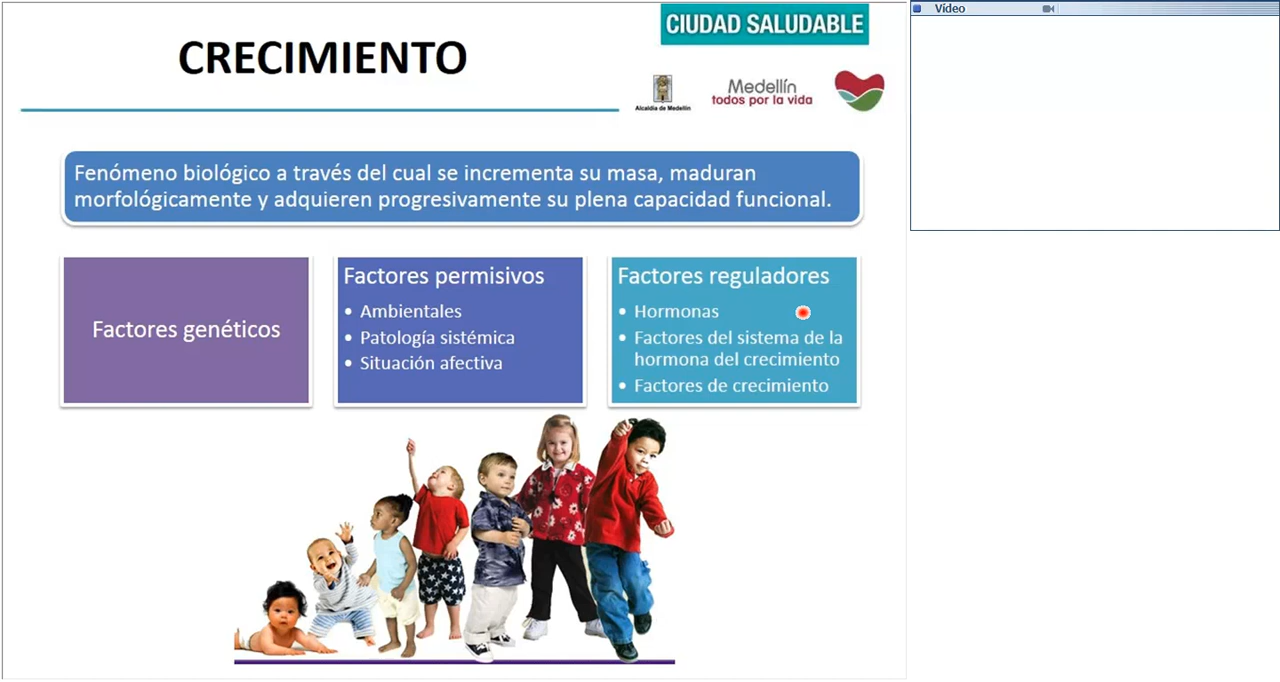 Vídeo
CIUDAD SALUDABLE
CRECIMIENTO
Alcaldía de Medellín
Medellín
todos por la vida
Fenómeno biológico a través del cual se incrementa su masa, maduran
morfológicamente y adquieren progresivamente su plena capacidad funcional.
Factores genéticos
Factores permisivos
• Ambientales
• Patología sistémica
• Situación afectiva
Factores reguladores
• Hormonas
• Factores del sistema de la
hormona del crecimiento
• Factores de crecimiento